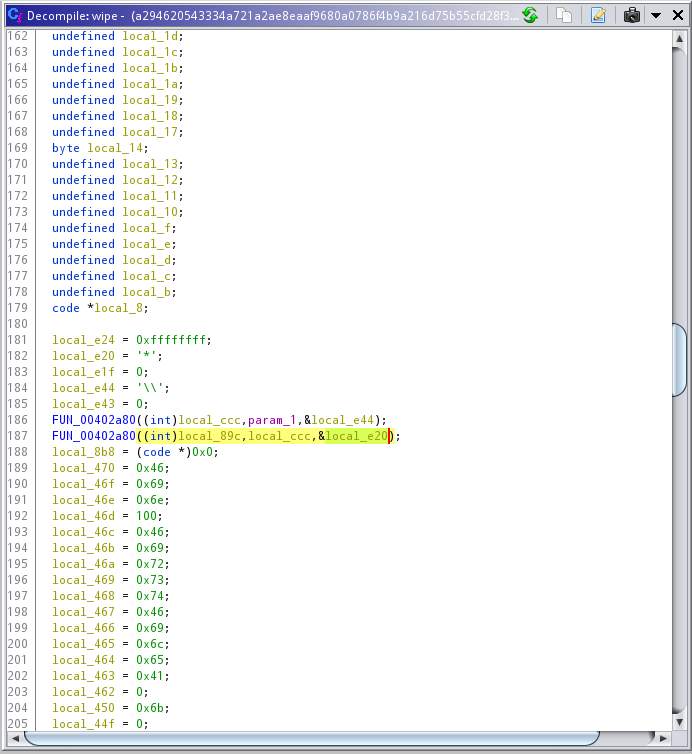 Decompile: wipe - (a294620543334a721a2ae8eaaf9680a0786f4b9a216d75b55cfd28f3...
162 undefined local_1d;
163 undefined local_1c;
164 undefined local_1b;
165 undefined local_1a;
166 undefined local_19;
167 undefined local_18;
168 undefined local_17;
169 byte local_14;
170 undefined local_13;
171 undefined local_12;
172 undefined local_11;
173 undefined local_10;
174 undefined local_f;
175 undefined local_e;
176 undefined local_d;
177 undefined local_c;
178 undefined local_b;
179 code *local_8;
180
181 local_e24 = 0xffffffff;
182 local_e20 = '*';
183 local_e1f = 0;
184 local_e44 = '\\';
185 local_e43 = 0;
186 FUN_00402a80((int)local_ccc,param_1,&local_e44);
187 FUN_00402a80((int)local_89c,local_ccc,&local_e20);
188 local_8b8 = (code *)0x0;
189 local_470 = 0x46;
190 local_46f = 0x69;
191 local_46e = 0x6e;
192 local_46d = 100;
193 local_46c = 0x46;
194 local_46b = 0x69;
195 local_46a = 0x72;
196 local_469 = 0x73;
197 local_468 = 0x74;
198 local_467 = 0x46;
199 local_466 = 0x69;
200 local_465 = 0x6c;
201 local_464 = 0x65;
202 local_463 = 0x41;
203 local_462 = 0;
204 local_450 = 0x6b;
205 local_44f = 0;